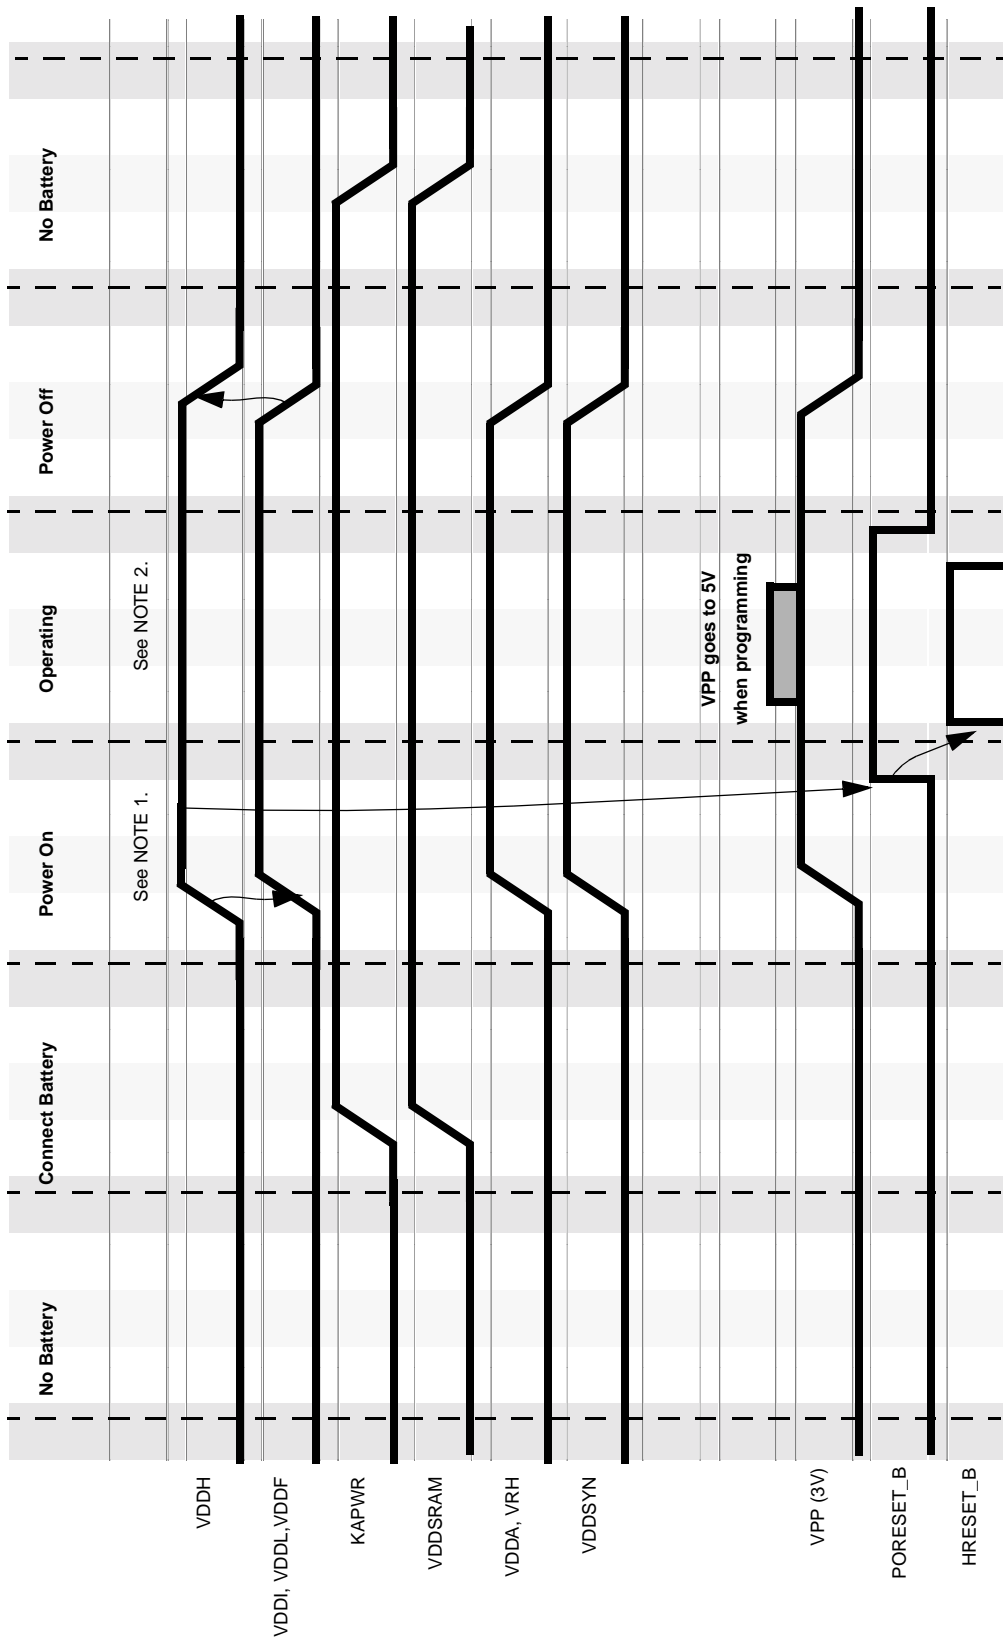 No Battery
Connect Battery
Power On
Operating
Power Off
No Battery
See NOTE 1.
See NOTE 2.
VDDH
VDDI, VDDL,VDDF
KAPWR
VDDSRAM
VDDA, VRH
VDDSYN
VPP goes to 5V
when programming
VPP (3V)
PORESET_B
HRESET_B